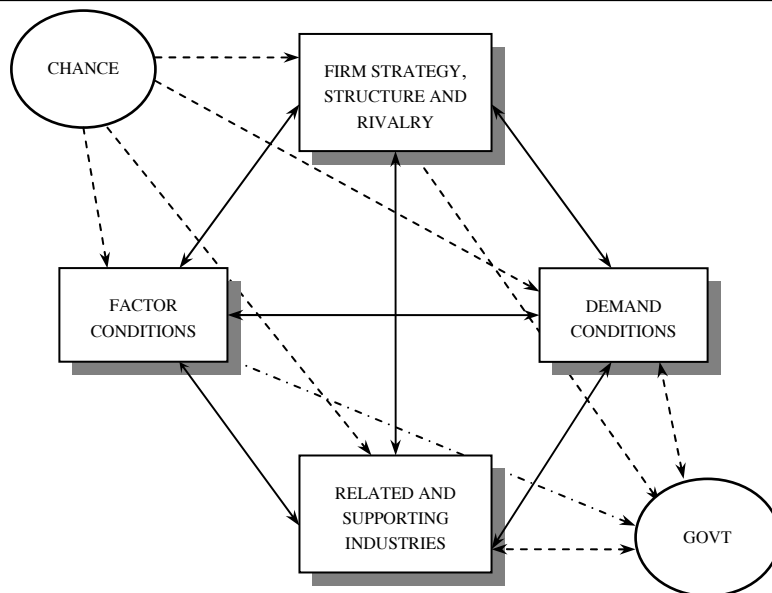 CHANCE
FIRM STRATEGY,
STRUCTURE AND
RIVALRY
FACTOR
CONDITIONS
DEMAND
CONDITIONS
RELATED AND
SUPPORTING
INDUSTRIES
GOVT